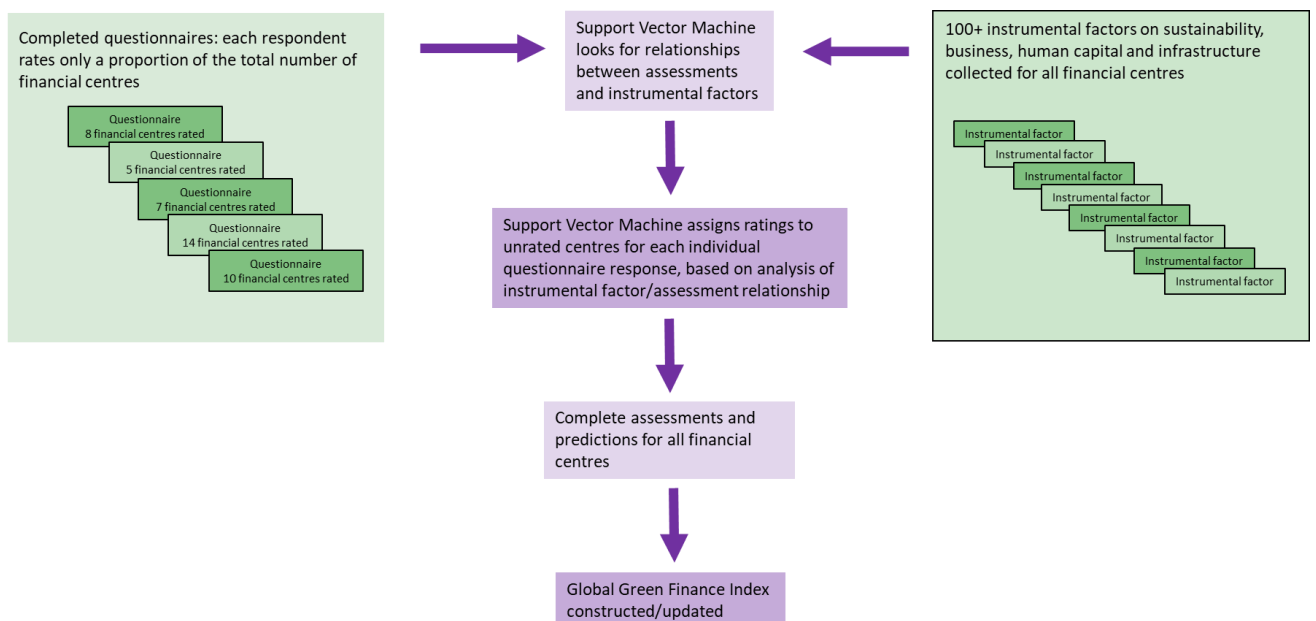 Completed questionnaires: each respondent
rates only a proportion of the total number of
financial centres
Questionnaire
8 financial centres rated
Questionnaire
5 financial centres rated
Questionnaire
7 financial centres rated
Questionnaire
14 financial centres rated
Questionnaire
10 financial centres rated
Support Vector Machine
looks for relationships
between assessments
and instrumental factors
100+ instrumental factors on sustainability,
business, human capital and infrastructure
collected for all financial centres
Instrumental factor
Instrumental factor
Instrumental factor
Instrumental factor
Instrumental factor
Instrumental factor
Instrumental factor
Instrumental factor
Support Vector Machine assigns ratings to
unrated centres for each individual
questionnaire response, based on analysis of
instrumental factor/assessment relationship
Complete assessments and
predictions for all financial
centres
Global Green Finance Index
constructed/updated